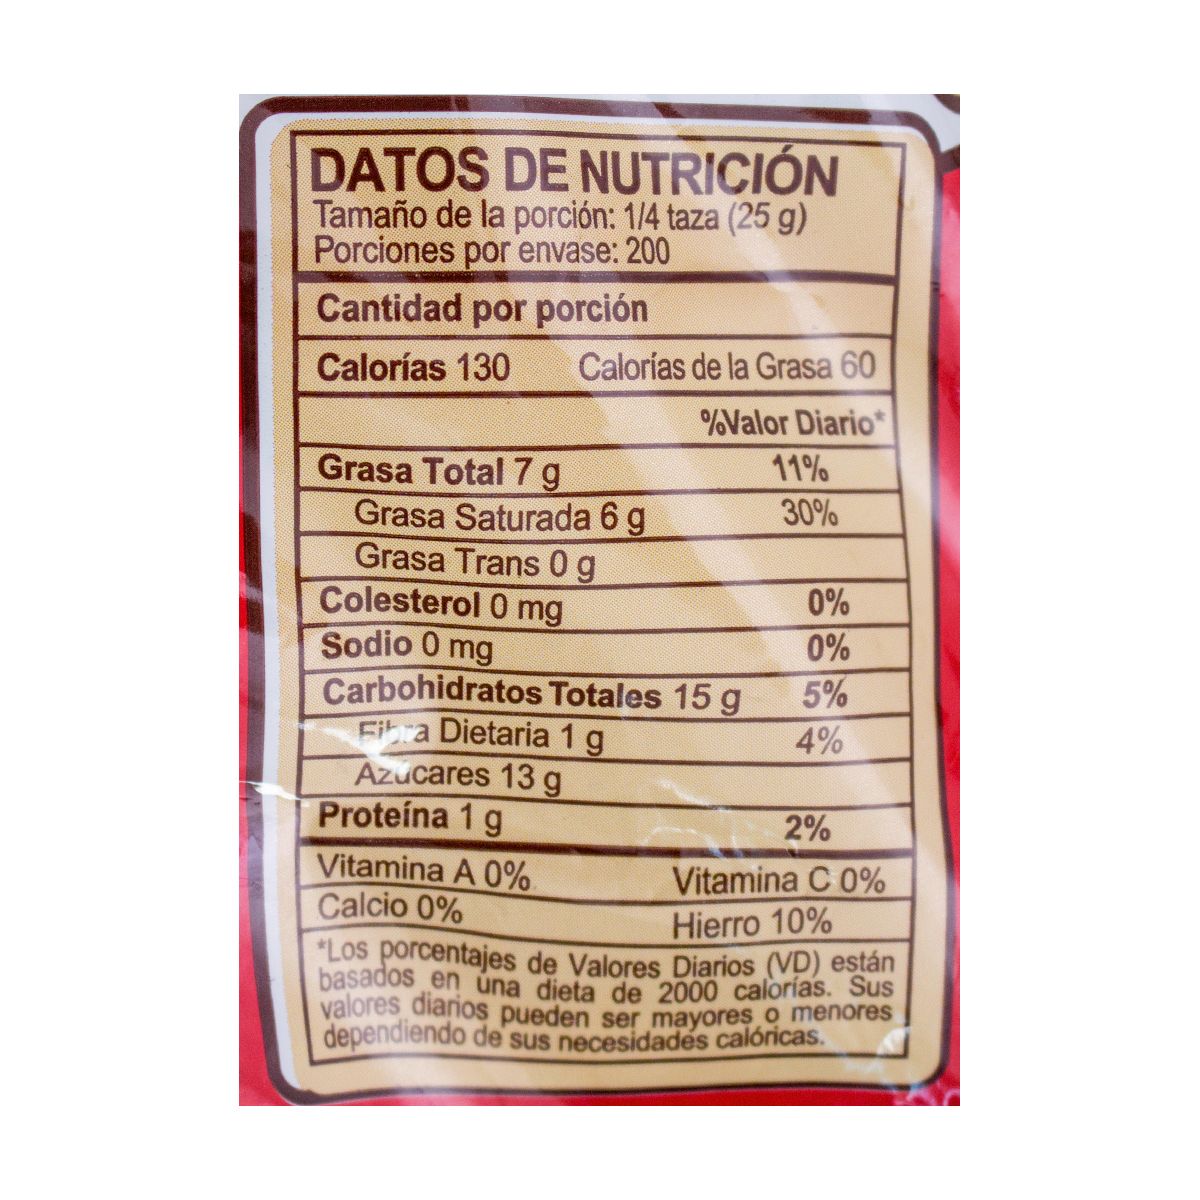 DATOS DE NUTRICIÓN
Tamaño de la porción: 1/4 taza (25 g)
Porciones por envase: 200
Cantidad por porción
Calorías 130 Calorías de la Grasa 60
%Valor Diario*
Grasa Total 7 g 11%
Grasa Saturada 6 g 30%
Grasa Trans 0 g
Colesterol 0 mg 0%
Sodio 0 mg 0%
Carbohidratos Totales 15 g 5%
Fibra Dietaria 1 g 4%
Azúcares 13 g
Proteína 1 g 2%
Vitamina A 0% Vitamina C 0%
Calcio 0% Hierro 10%
*Los porcentajes de Valores Diarios (VD) están
basados en una dieta de 2000 calorías. Sus
valores diarios pueden ser mayores o menores
dependiendo de sus necesidades calóricas.